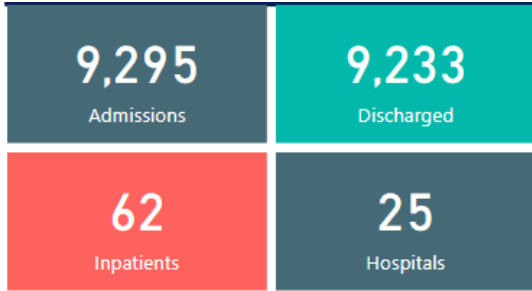 9,295
Admissions
9,233
Discharged
62
Inpatients
25
Hospitals